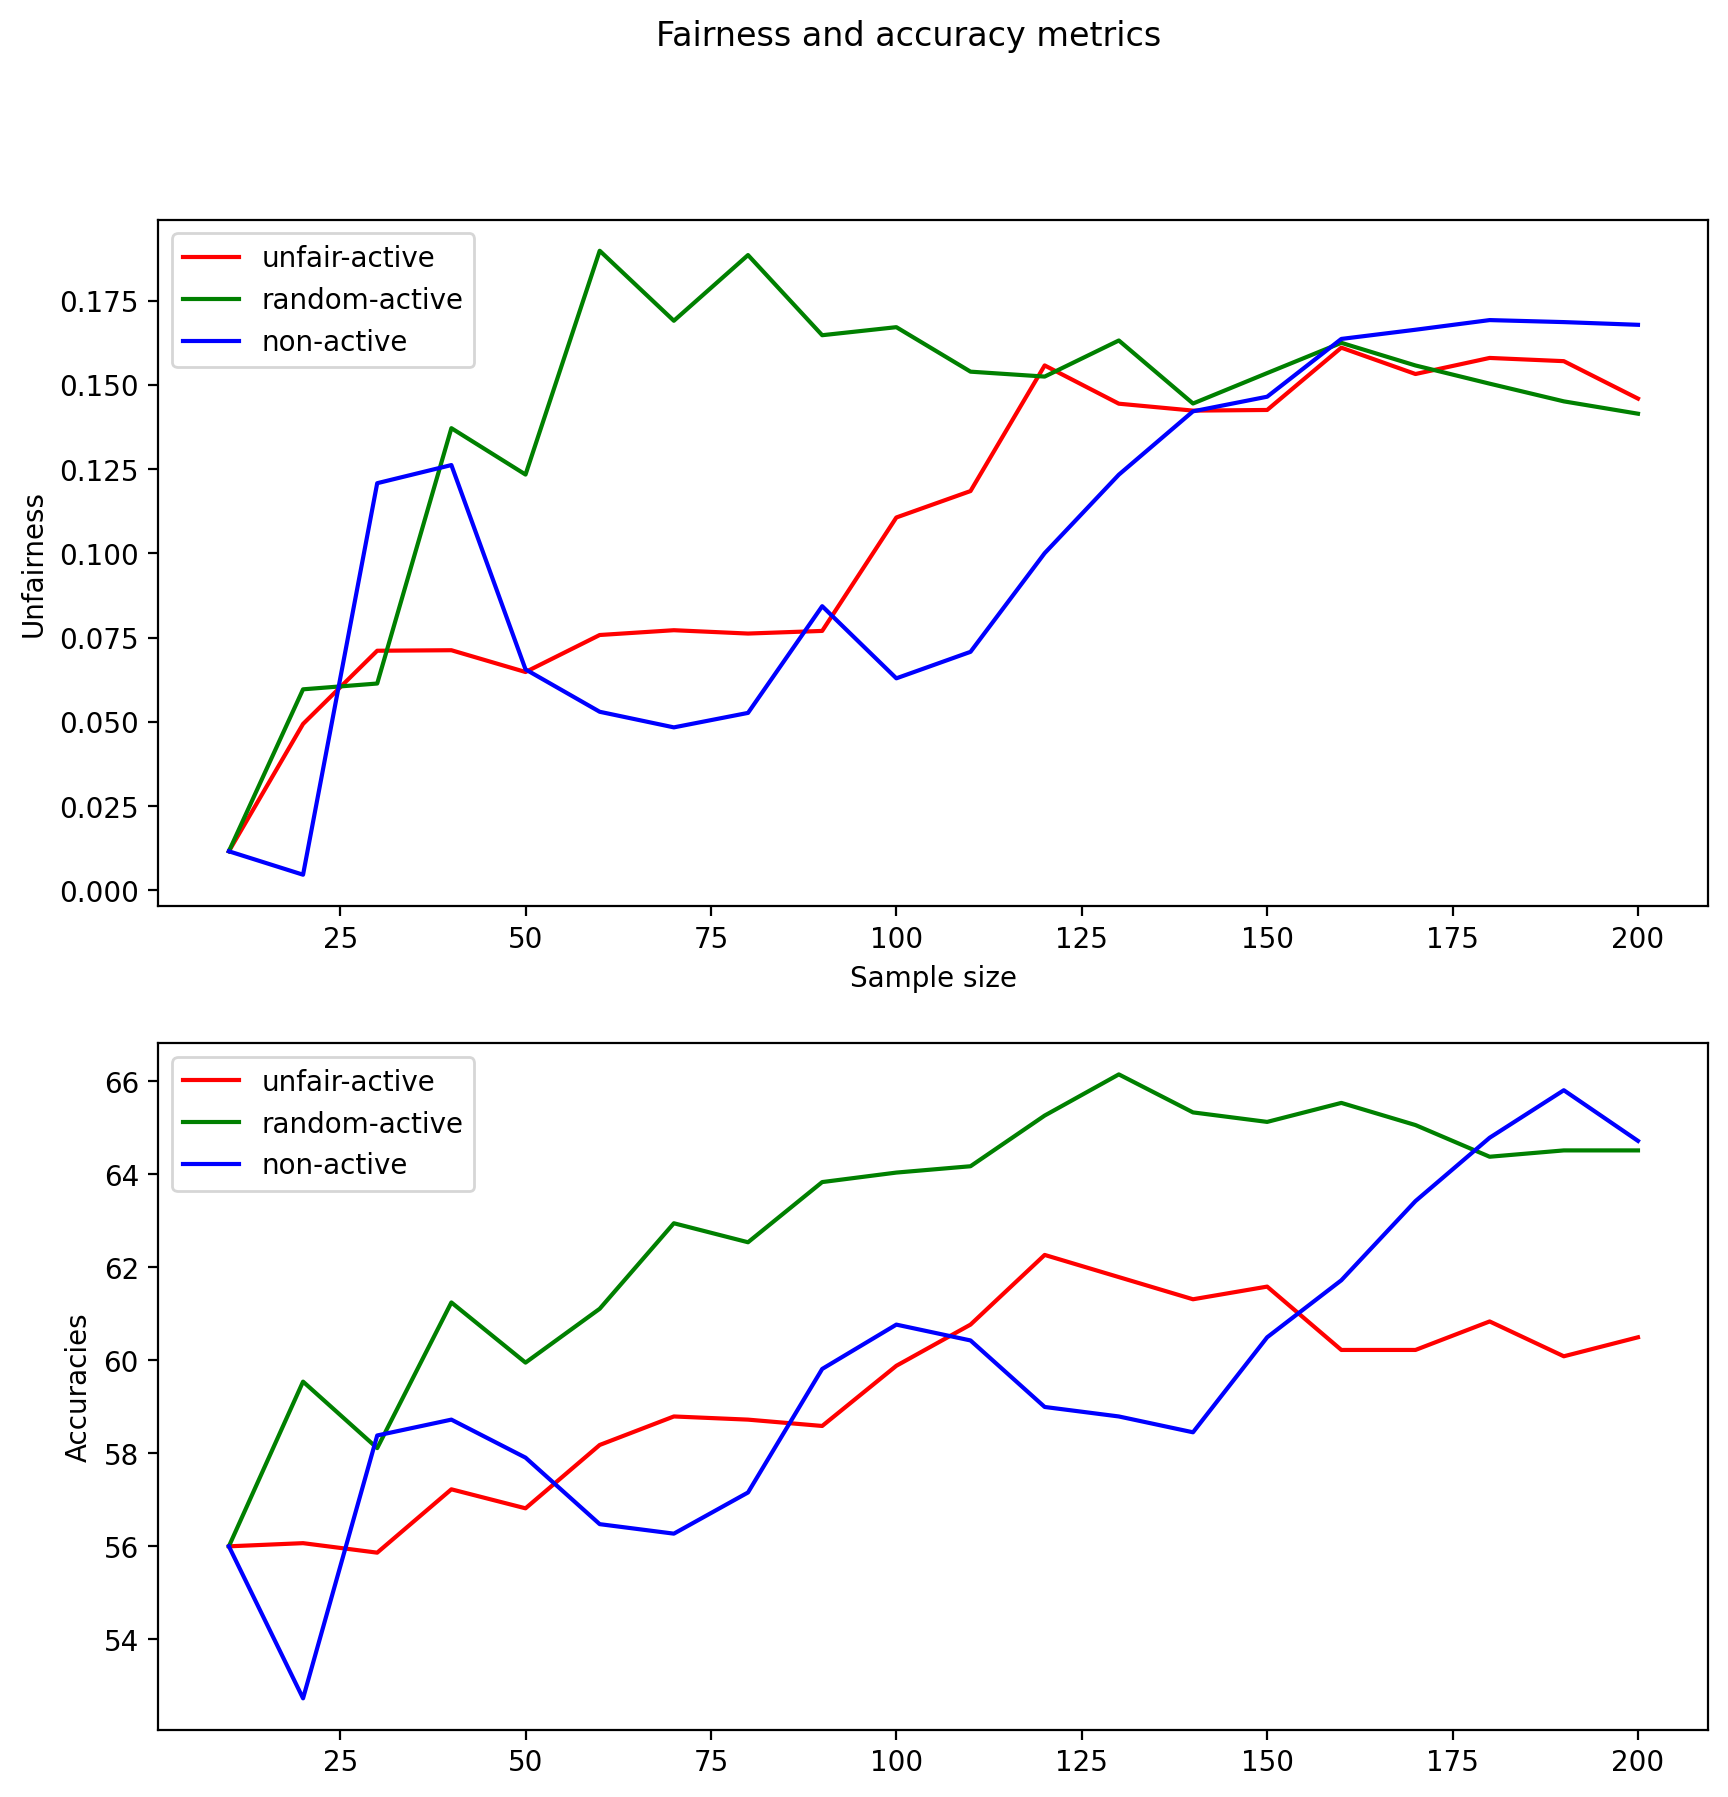 Fairness and accuracy metrics
unfair-active
random-active
non-active
0.175
0.150
0.125
0.100
0.075
0.050
0.025
0.000
Unfairness
25 50 75 100 125 150 175 200
Sample size
unfair-active
random-active
non-active
66
64
62
60
58
56
54
Accuracies
25 50 75 100 125 150 175 200